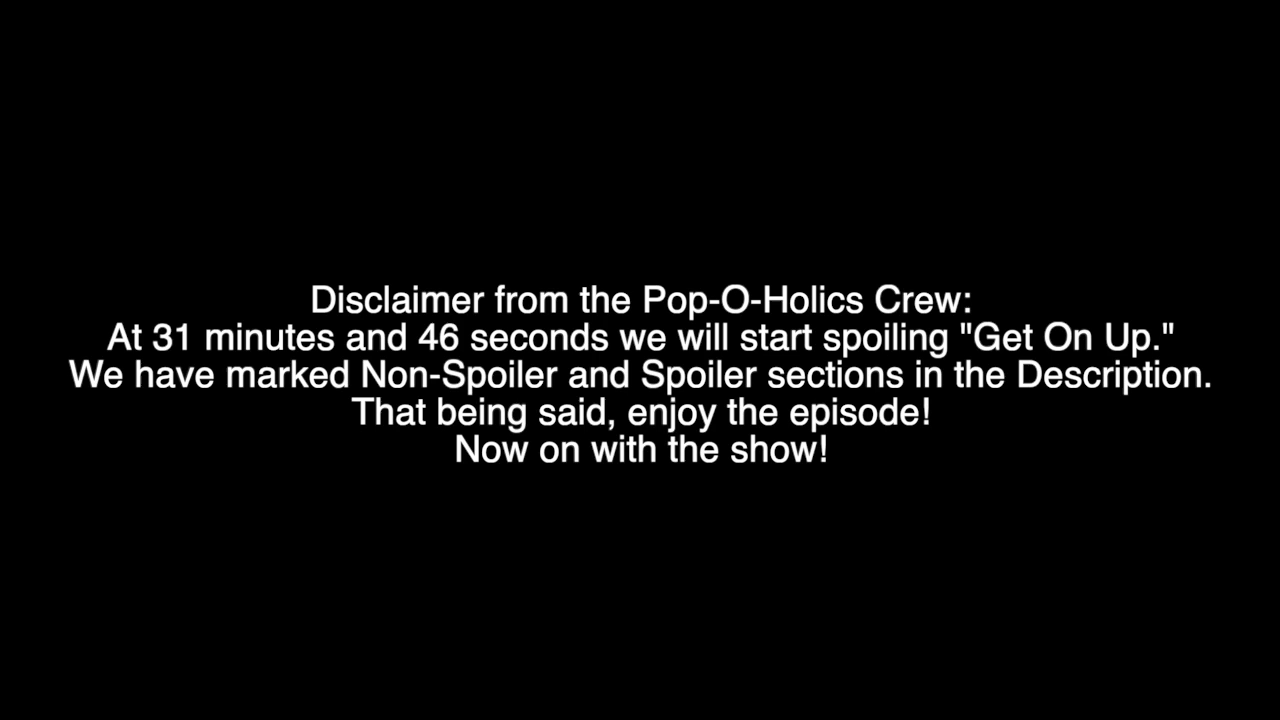 Disclaimer from the Pop-O-Holics Crew:
At 31 minutes and 46 seconds we will start spoiling "Get On Up."
We have marked Non-Spoiler and Spoiler sections in the Description.
That being said, enjoy the episode!
Now on with the show!